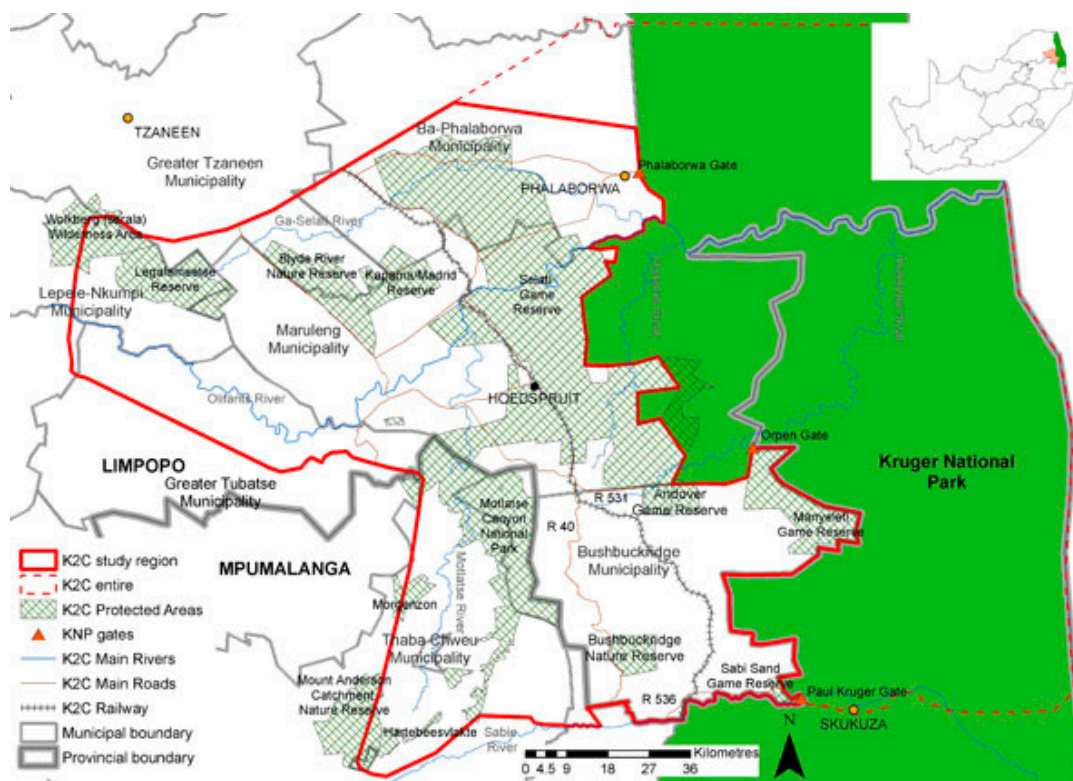 TZANEEN
Greater Tzaneen
Municipality
Ba-Phalaborwa
Municipality
Phalaborwa Gate
PHALABORWA
Wolkberg (serala)
Wilderness Area
Ga-Selati River
Legalameetse
Reserve
Blyde River
Nature Reserve
Kapama/Madrid
Reserve
Selati
Game
Reserve
Lepele-Nkumpi
Municipality
Maruleng
Municipality
HOEDSPRUIT
Olifants River
Orpen Gate
Kruger National
Park
LIMPOPO
Greater Tubatse
Municipality
Motlatse
Canyon
National
Park
R 531
Andover
Game Reserve
R 40
Manyeleti
Game Reserve
Bushbuckridge
Municipality
MPUMALANGA
Motlatse River
Morgenzon
Thaba-Chweu
Municipality
Bushbuckridge
Nature Reserve
Sabi Sand
Game Reserve
Mount Anderson
Catchment
Nature Reserve
R 536
Paul Kruger Gate
SKUKUZA
Hartebeesvlakte
Sabie
River
N
Kilometres
0 4.5 9 18 27 36
K2C study region
K2C entire
K2C Protected Areas
KNP gates
K2C Main Rivers
K2C Main Roads
K2C Railway
Municipal boundary
Provincial boundary